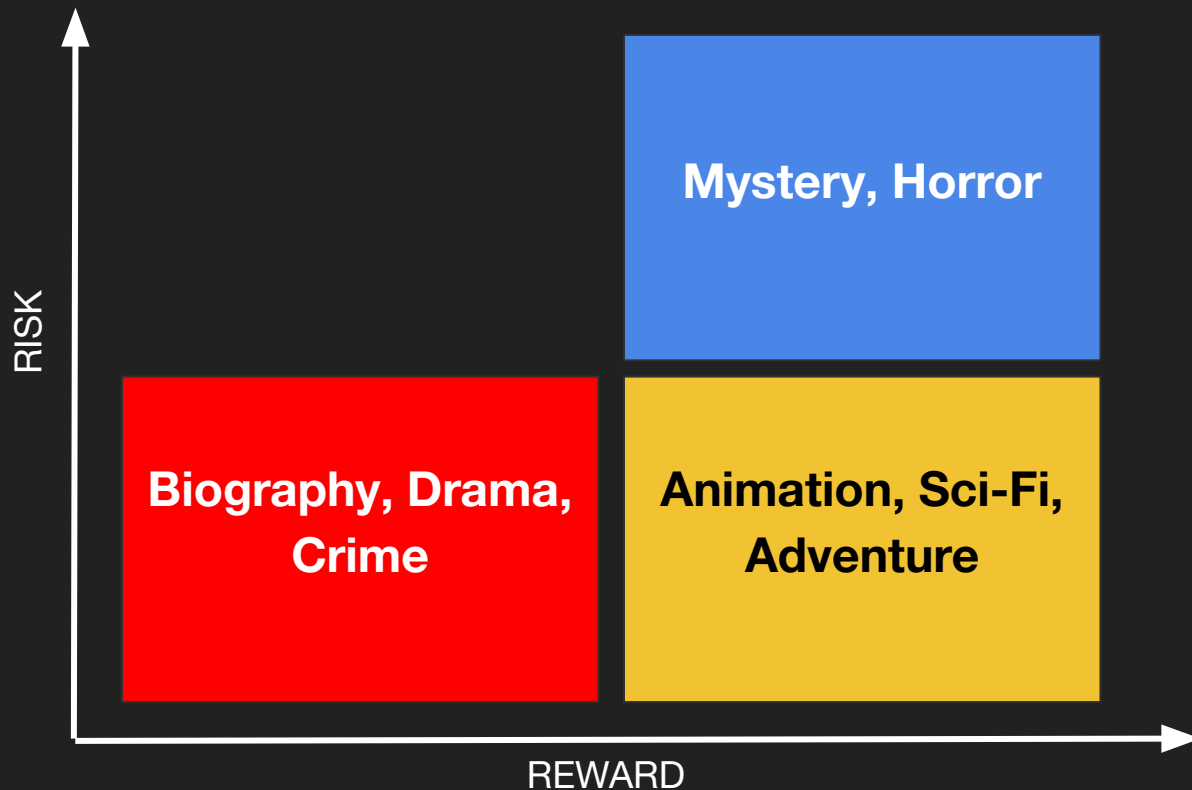 Mystery, Horror
RISK
Biography, Drama,
Crime
Animation, Sci-Fi,
Adventure
REWARD